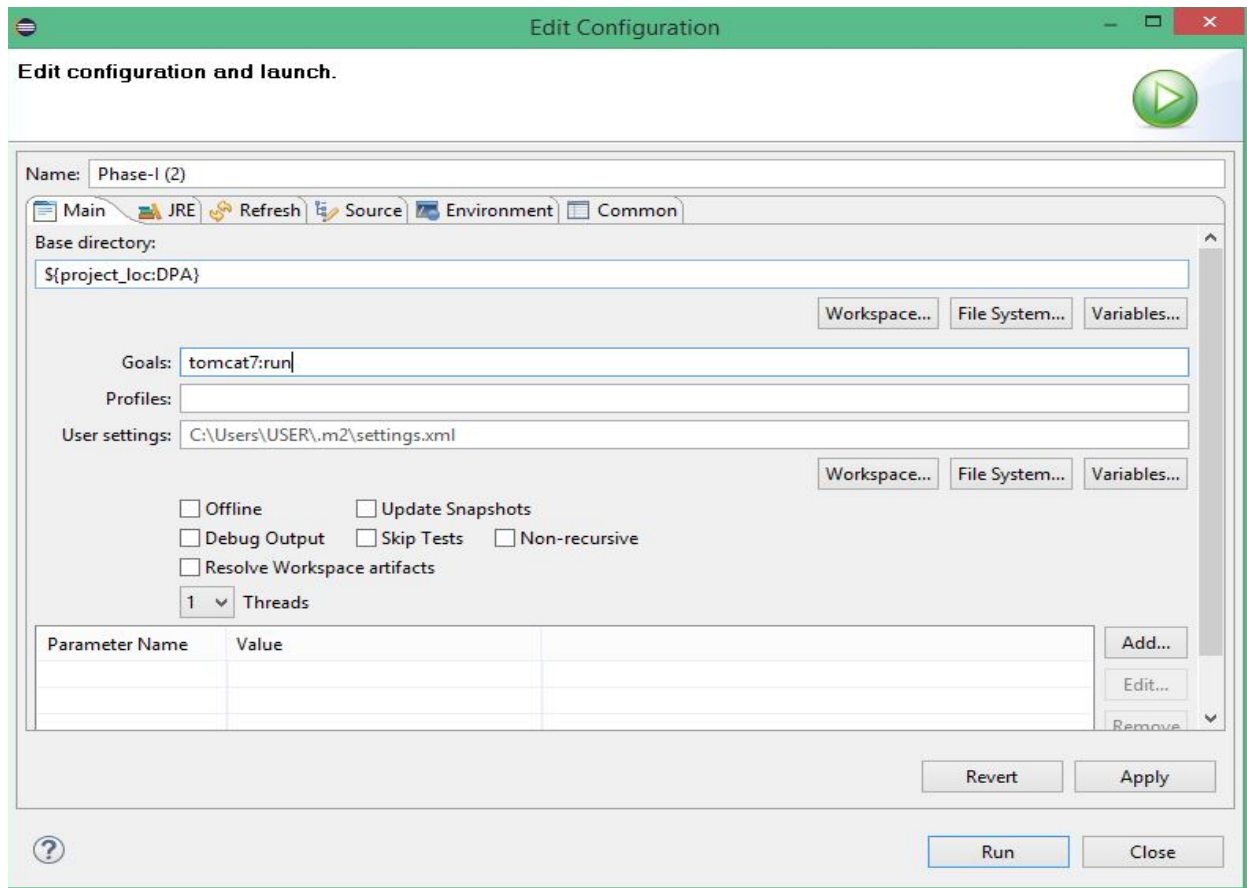 Edit Configuration
Edit configuration and launch.
Name: Phase-I (2)
Main JRE Refresh Source Environment Common
Base directory:
${project_loc:DPA}
Workspace... File System... Variables...
Goals: tomcat7:run
Profiles:
User settings: C:\Users\USER\.m2\settings.xml
Workspace... File System... Variables...
Offline Update Snapshots
Debug Output Skip Tests Non-recursive
Resolve Workspace artifacts
1 Threads
Parameter Name Value Add...
Edit...
Remove
Revert Apply
? Run Close